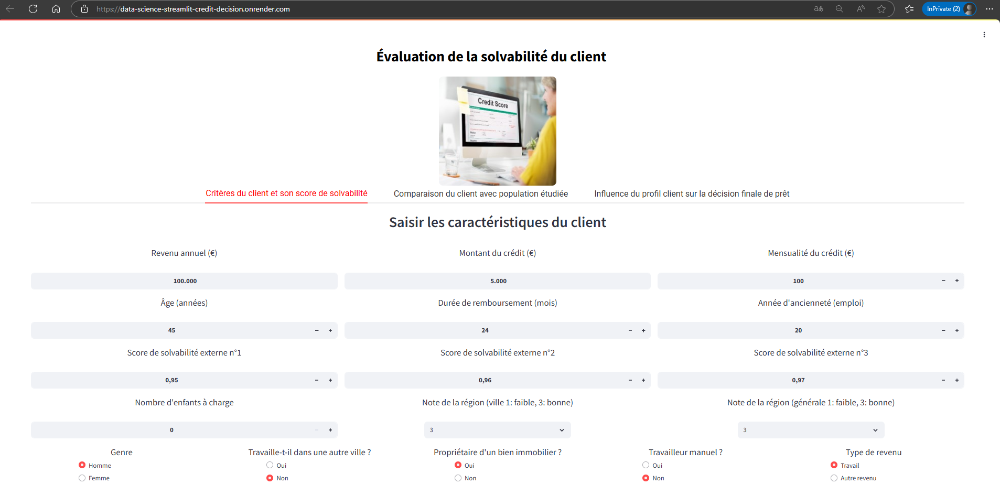 https://data-science-streamlit-credit-decision.onrender.com
InPrivate (2)
Évaluation de la solvabilité du client
Credit Score
Critères du client et son score de solvabilité
Comparaison du client avec population étudiée
Influence du profil client sur la décision finale de prêt
Saisir les caractéristiques du client
Revenu annuel (€)
Montant du crédit (€)
Mensualité du crédit (€)
100.000
5.000
100
Âge (années)
Durée de remboursement (mois)
Année d'ancienneté (emploi)
45
24
20
Score de solvabilité externe n°1
Score de solvabilité externe n°2
Score de solvabilité externe n°3
0,95
0,96
0,97
Nombre d'enfants à charge
Note de la région (ville 1: faible, 3: bonne)
Note de la région (générale 1: faible, 3: bonne)
0
3
3
Genre
Travaille-t-il dans une autre ville ?
Propriétaire d'un bien immobilier ?
Travailleur manuel ?
Type de revenu
Homme
Oui
Oui
Oui
Travail
Femme
Non
Non
Non
Autre revenu